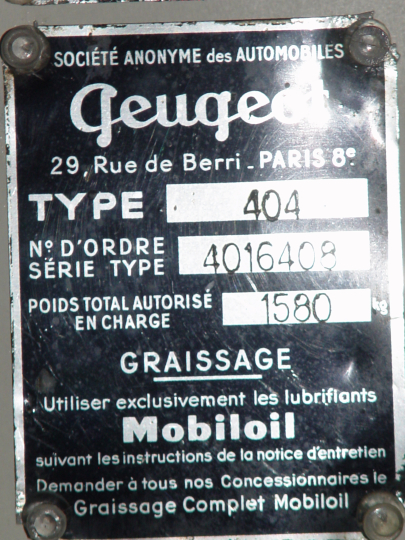 SOCIÉTÉ ANONYME des AUTOMOBILES
Peugeot
29, Rue de Berri - PARIS 8e.
TYPE 404
No D'ORDRE
SÉRIE TYPE 4016408
POIDS TOTAL AUTORISÉ
EN CHARGE 1580 kg
GRAISSAGE
Utiliser exclusivement les lubrifiants
Mobiloil
suivant les instructions de la notice d'entretien
Demander à tous nos Concessionnaires le
Graissage Complet Mobiloil